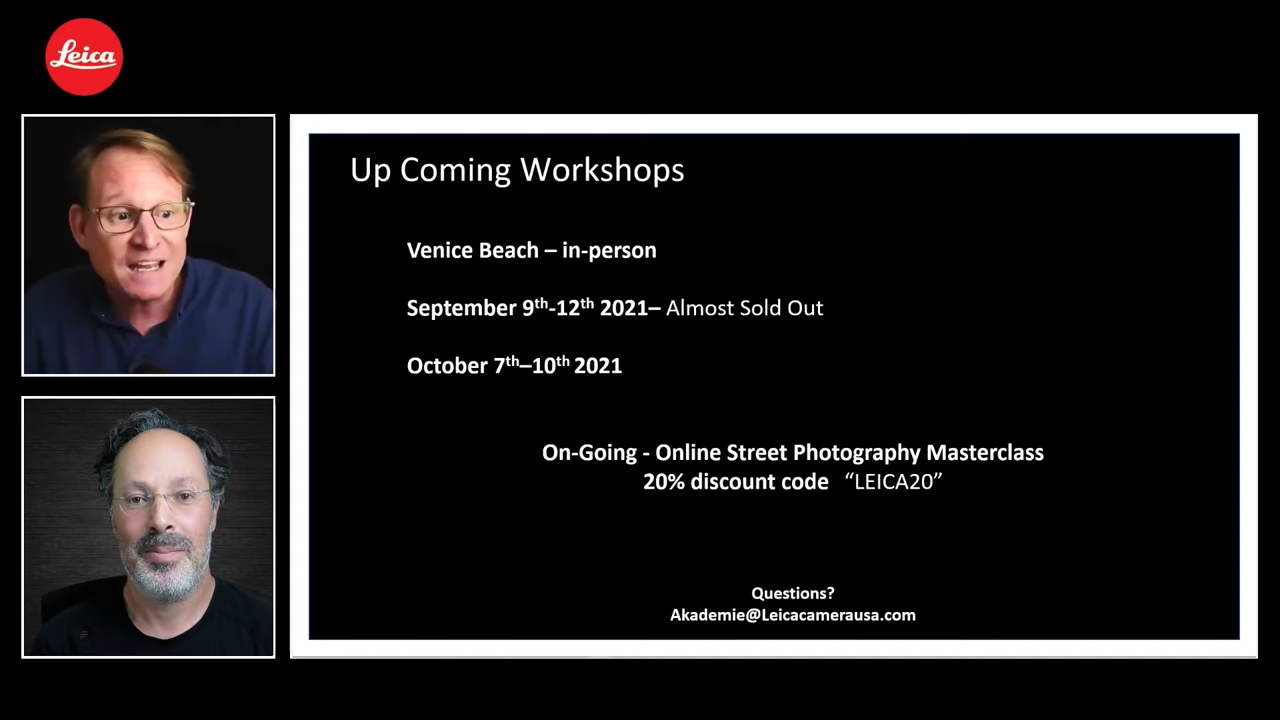 Leica
Up Coming Workshops
Venice Beach – in-person
September 9th-12th 2021– Almost Sold Out
October 7th–10th 2021
On-Going - Online Street Photography Masterclass
20% discount code “LEICA20”
Questions?
Akademie@Leicacamerausa.com